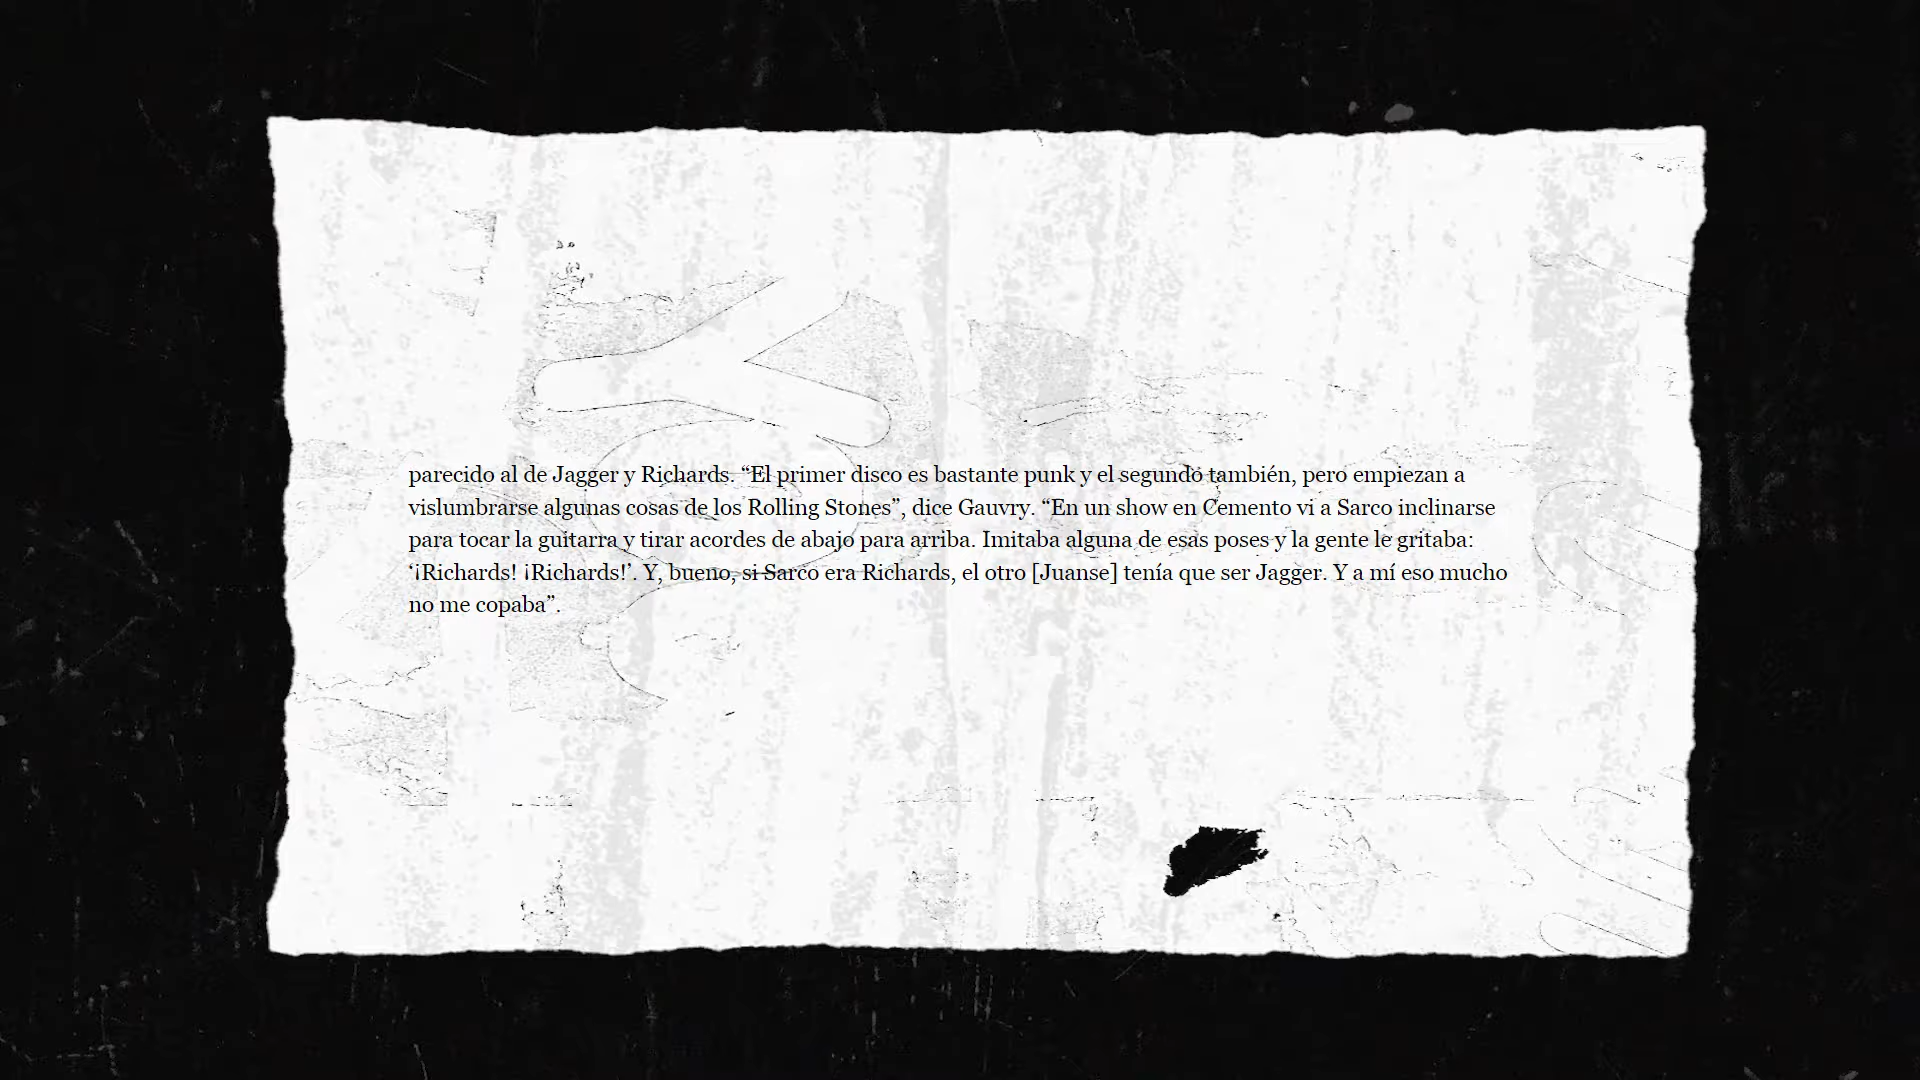 parecido al de Jagger y Richards. “El primer disco es bastante punk y el segundo también, pero empiezan a
vislumbrarse algunas cosas de los Rolling Stones”, dice Gauvry. “En un show en Cemento vi a Sarco inclinarse
para tocar la guitarra y tirar acordes de abajo para arriba. Imitaba alguna de esas poses y la gente le gritaba:
‘¡Richards! ¡Richards!’. Y, bueno, si Sarco era Richards, el otro [Juanse] tenía que ser Jagger. Y a mí eso mucho
no me copaba”.